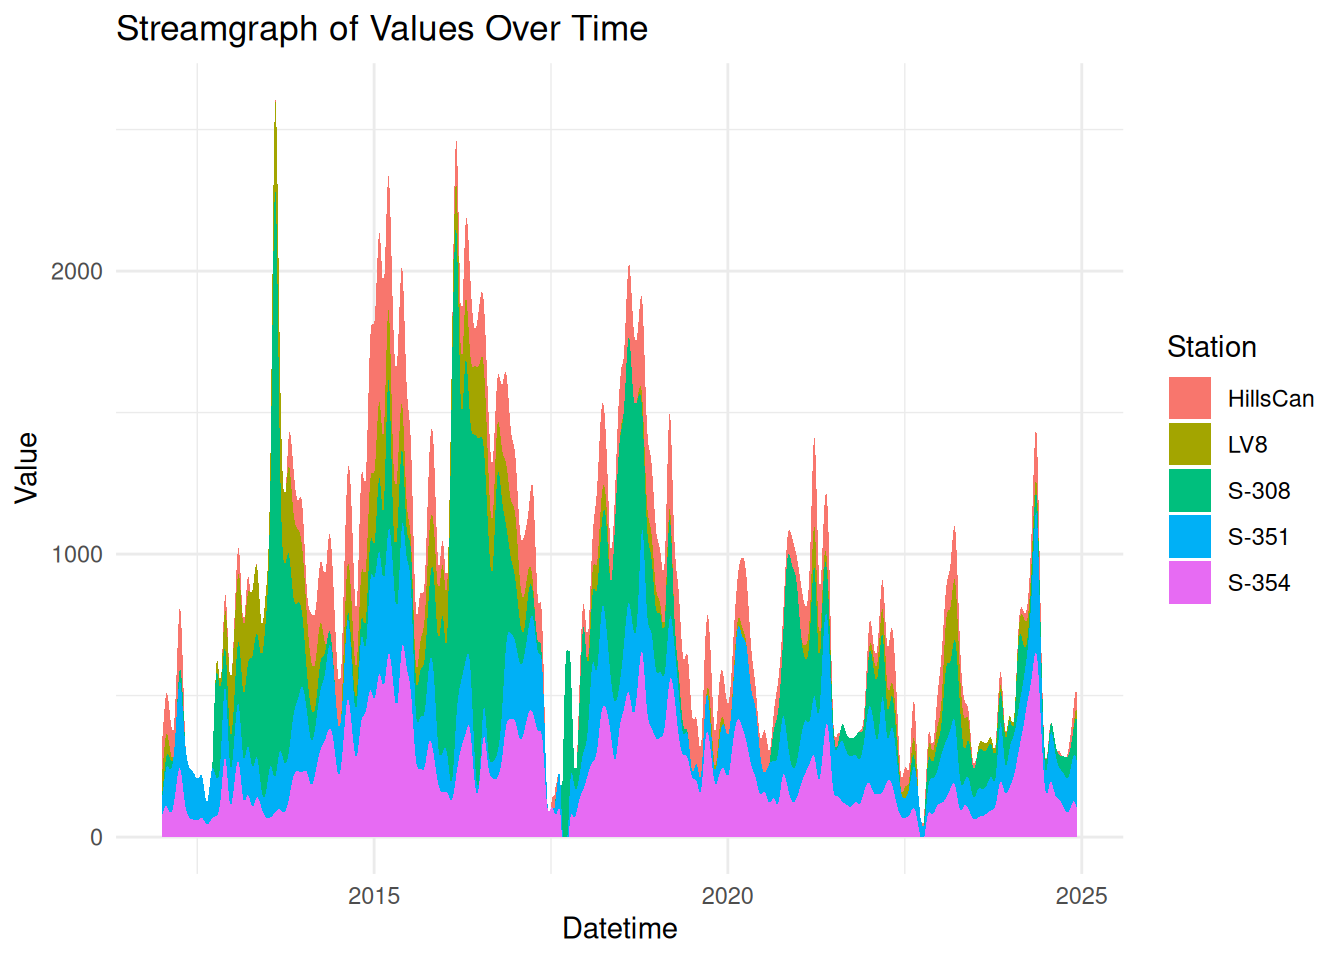 Streamgraph of Values Over Time
Value
2000
1000
0
2015
2020
2025
Datetime
Station
HillsCan
LV8
S-308
S-351
S-354